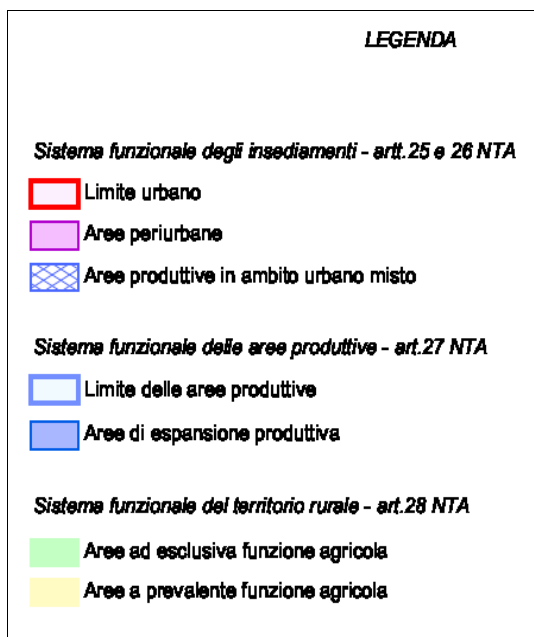 LEGENDA
Sistema funzionale degli insediamenti - artt.25 e 26 NTA
Limite urbano
Aree periurbane
Aree produttive in ambito urbano misto
Sistema funzionale delle aree produttive - art.27 NTA
Limite delle aree produttive
Aree di espansione produttiva
Sistema funzionale del territorio rurale - art.28 NTA
Aree ad esclusiva funzione agricola
Aree a prevalente funzione agricola